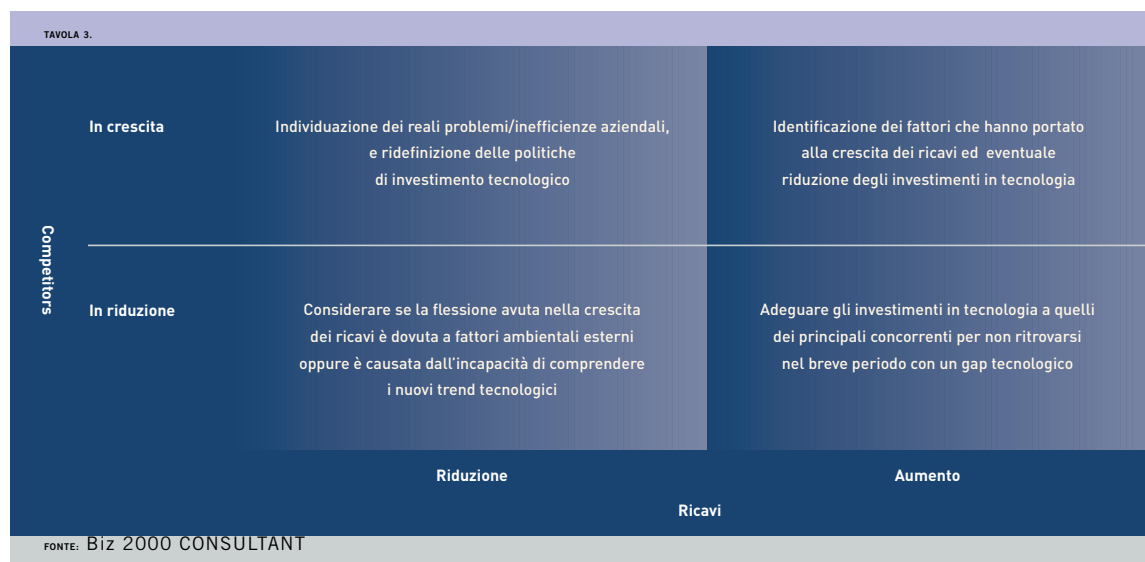 TAVOLA 3.
In crescita
Individuazione dei reali problemi/inefficienze aziendali,
e ridefinizione delle politiche
di investimento tecnologico
Identificazione dei fattori che hanno portato
alla crescita dei ricavi ed eventuale
riduzione degli investimenti in tecnologia
Competitors
In riduzione
Considerare se la flessione avuta nella crescita
dei ricavi è dovuta a fattori ambientali esterni
oppure è causata dall'incapacità di comprendere
i nuovi trend tecnologici
Adeguare gli investimenti in tecnologia a quelli
dei principali concorrenti per non ritrovarsi
nel breve periodo con un gap tecnologico
Riduzione
Aumento
Ricavi
FONTE: Biz 2000 CONSULTANT